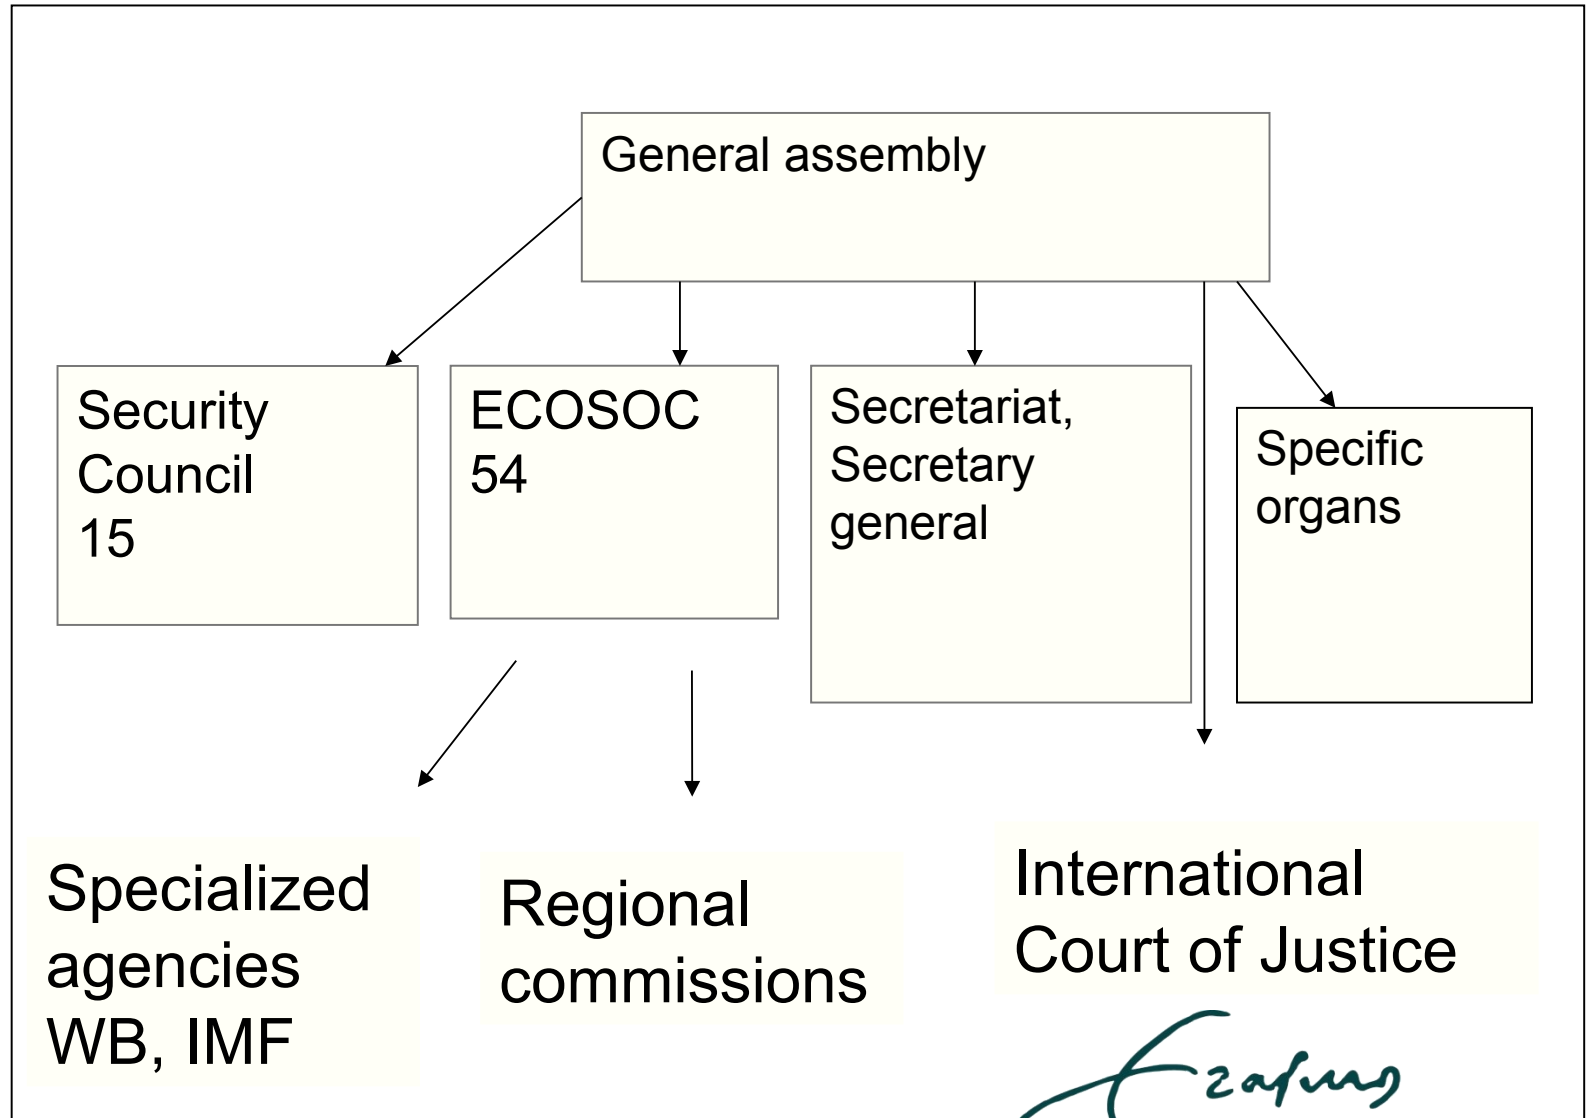 General assembly
Security
Council
15
ECOSOC
54
Secretariat,
Secretary
general
Specific
organs
Specialized
agencies
WB, IMF
Regional
commissions
International
Court of Justice
Erasmus